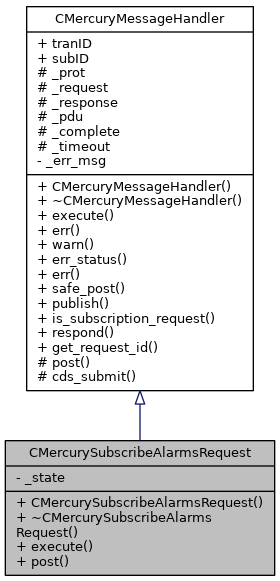 CMercuryMessageHandler
+ tranID
+ subID
# _prot
# _request
# _response
# _pdu
# _complete
# _timeout
- _err_msg
+ CMercuryMessageHandler()
+ ~CMercuryMessageHandler()
+ execute()
+ err()
+ warn()
+ err_status()
+ err()
+ safe_post()
+ publish()
+ is_subscription_request()
+ respond()
+ get_request_id()
# post()
# cds_submit()
CMercurySubscribeAlarmsRequest
- _state
+ CMercurySubscribeAlarmsRequest()
+ ~CMercurySubscribeAlarms
Request()
+ execute()
+ post()